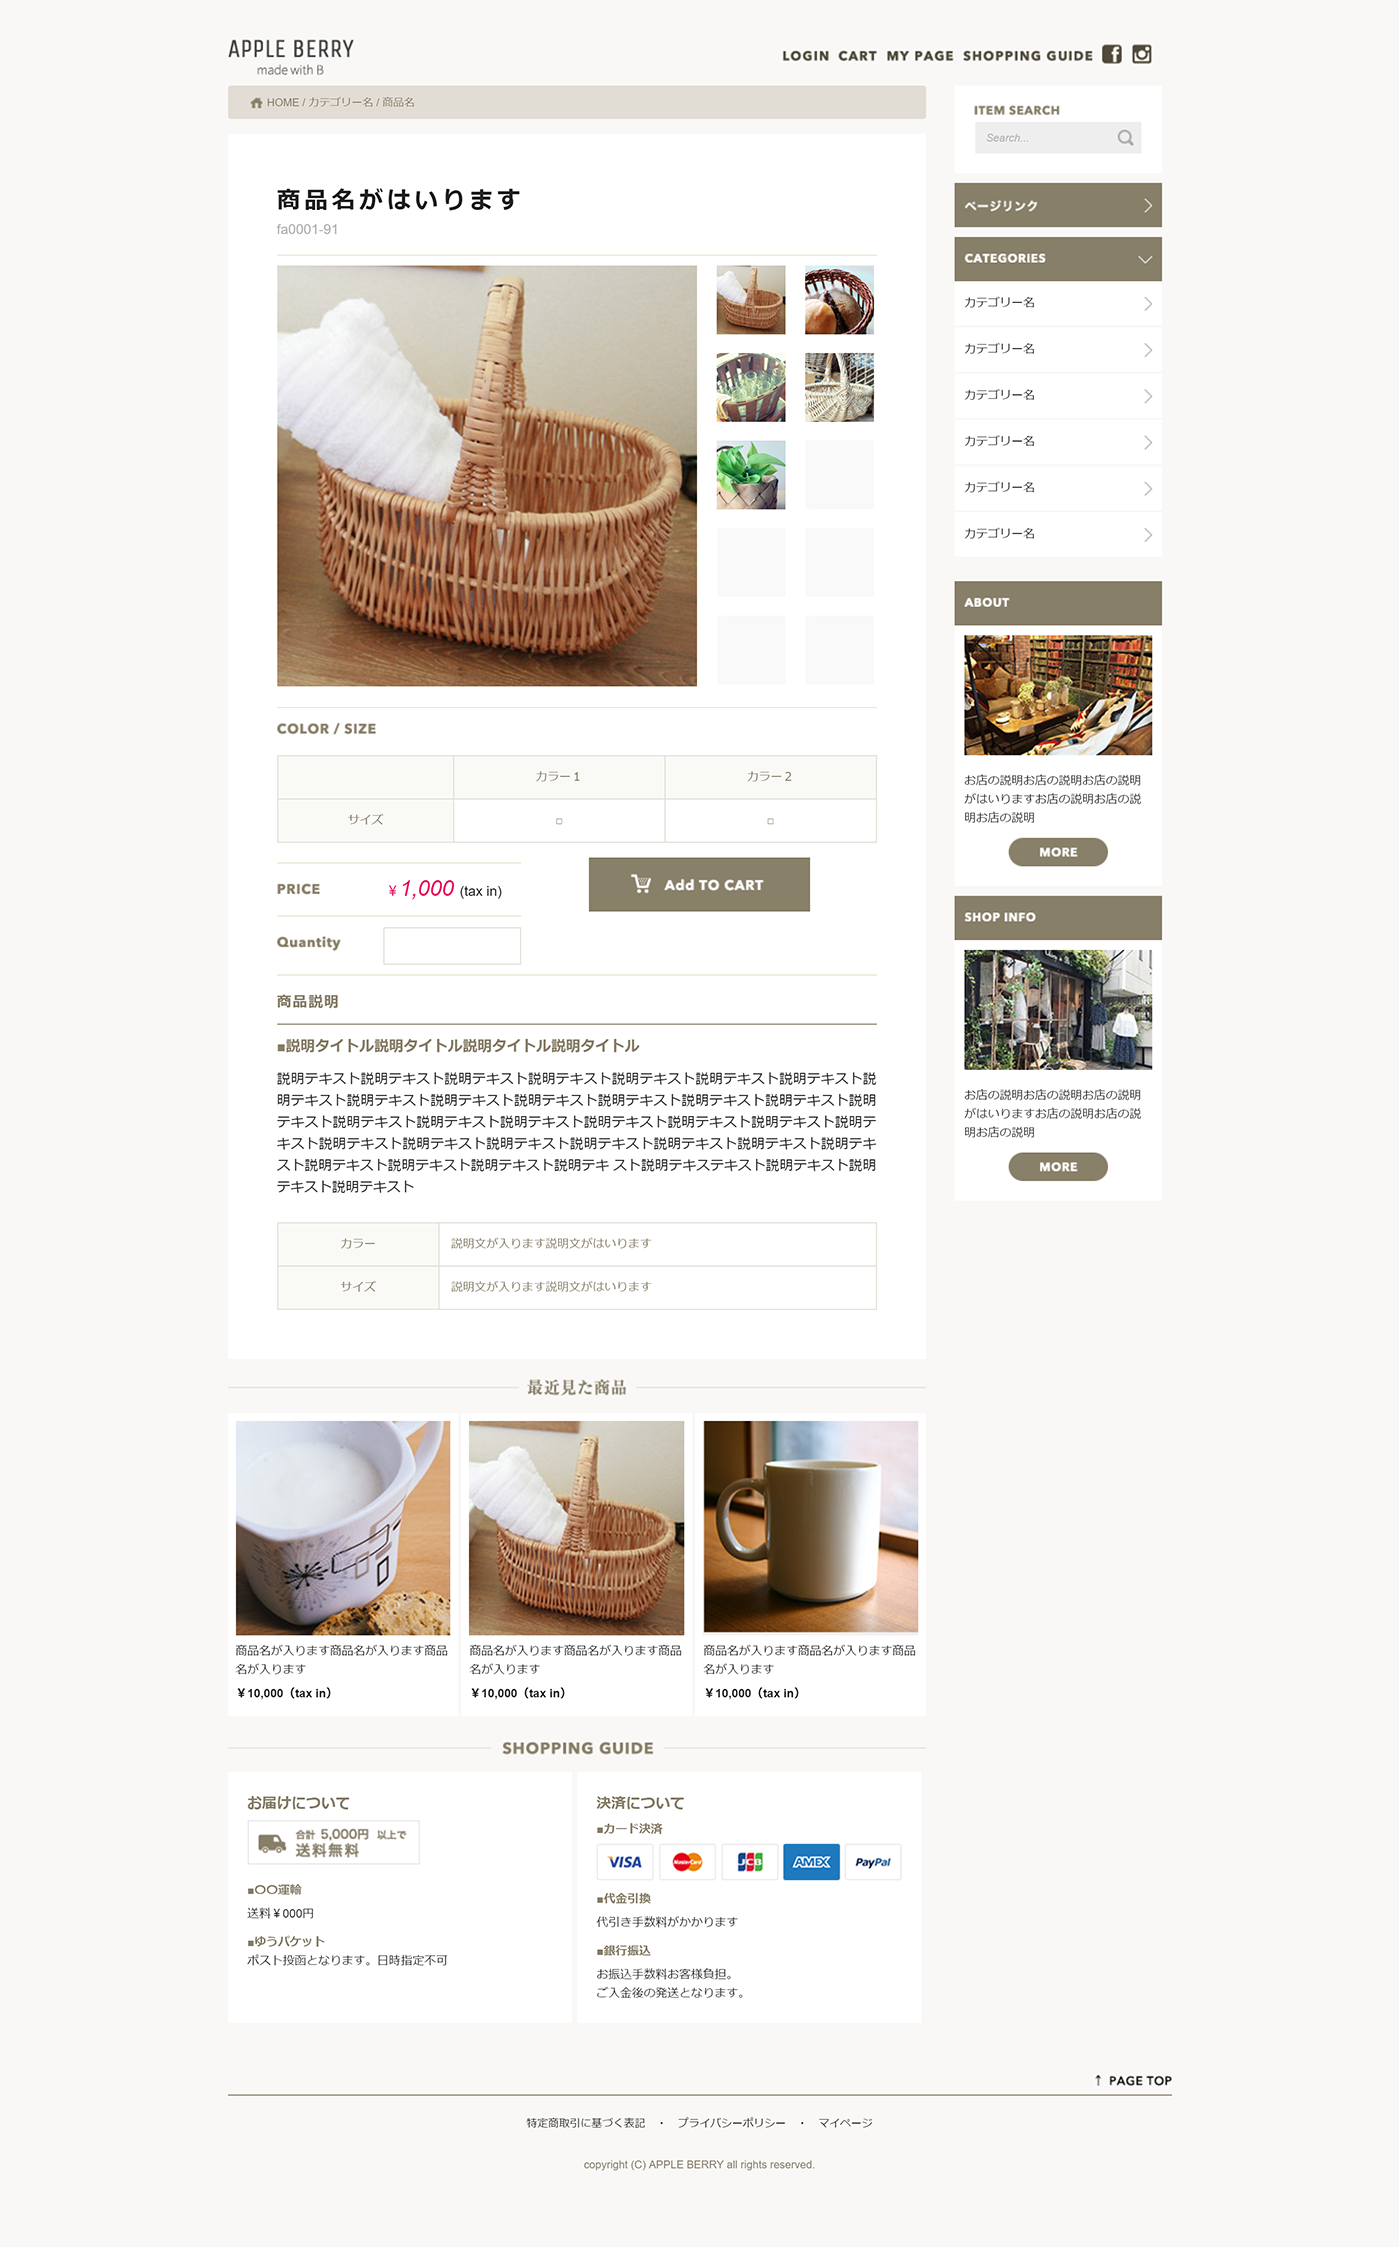 APPLE BERRY
made with B
LOGIN CART MY PAGE SHOPPING GUIDE
HOME / カテゴリー名 / 商品名
商品名がはいります
fa0001-91
COLOR / SIZE
カラー１ カラー２
サイズ □ □
PRICE ￥1,000 (tax in)
Add TO CART
Quantity
商品説明
■説明タイトル説明タイトル説明タイトル説明タイトル
説明テキスト説明テキスト説明テキスト説明テキスト説明テキスト説明テキスト説明テキスト説
明テキスト説明テキスト説明テキスト説明テキスト説明テキスト説明テキスト説明テキスト説明
テキスト説明テキスト説明テキスト説明テキスト説明テキスト説明テキスト説明テキスト説明テ
キスト説明テキスト説明テキスト説明テキスト説明テキスト説明テキスト説明テキスト説明テキ
スト説明テキスト説明テキスト説明テキスト説明テキ スト説明テキステキスト説明テキスト説明
テキスト説明テキスト
カラー 説明文が入ります説明文がはいります
サイズ 説明文が入ります説明文がはいります
ITEM SEARCH
Search...
ページリンク
CATEGORIES
カテゴリー名
カテゴリー名
カテゴリー名
カテゴリー名
カテゴリー名
カテゴリー名
ABOUT
お店の説明お店の説明お店の説明
がはいりますお店の説明お店の説
明お店の説明
MORE
SHOP INFO
お店の説明お店の説明お店の説明
がはいりますお店の説明お店の説
明お店の説明
MORE
最近見た商品
商品名が入ります商品名が入ります商品
名が入ります
￥10,000（tax in）
商品名が入ります商品名が入ります商品
名が入ります
￥10,000（tax in）
商品名が入ります商品名が入ります商品
名が入ります
￥10,000（tax in）
SHOPPING GUIDE
お届けについて
合計 5,000円 以上で
送料無料
■〇〇運輸
送料￥000円
■ゆうパケット
ポスト投函となります。日時指定不可
決済について
■カード決済
VISA MasterCard JCB AMEX PayPal
■代金引換
代引き手数料がかかります
■銀行振込
お振込手数料お客様負担。
ご入金後の発送となります。
↑ PAGE TOP
特定商取引に基づく表記 ・ プライバシーポリシー ・ マイページ
copyright (C) APPLE BERRY all rights reserved.